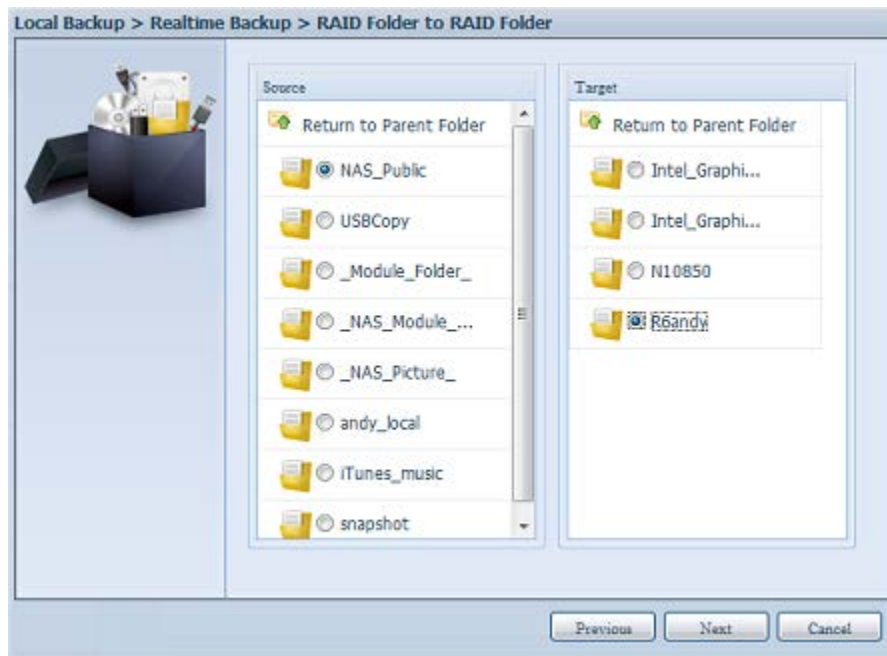 Local Backup > Realtime Backup > RAID Folder to RAID Folder
Source
Return to Parent Folder
NAS_Public
USBCopy
_Module_Folder_
_NAS_Module_...
_NAS_Picture_
andy_local
iTunes_music
snapshot
Target
Return to Parent Folder
Intel_Graphi...
Intel_Graphi...
N10850
R6andy
Previous
Next
Cancel